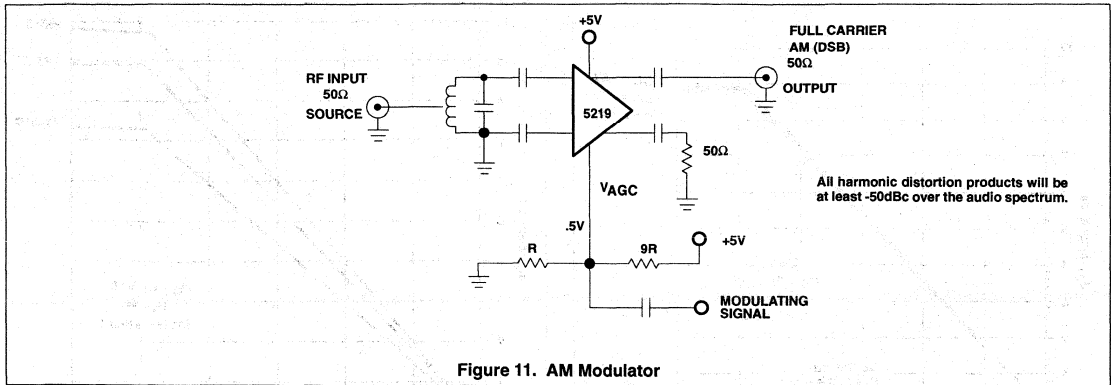 +5V
FULL CARRIER
AM (DSB)
50Ω
OUTPUT
RF INPUT
50Ω
SOURCE
5219
50Ω
All harmonic distortion products will be
at least -50dBc over the audio spectrum.
VAGC
.5V
R
9R
+5V
MODULATING
SIGNAL
Figure 11. AM Modulator